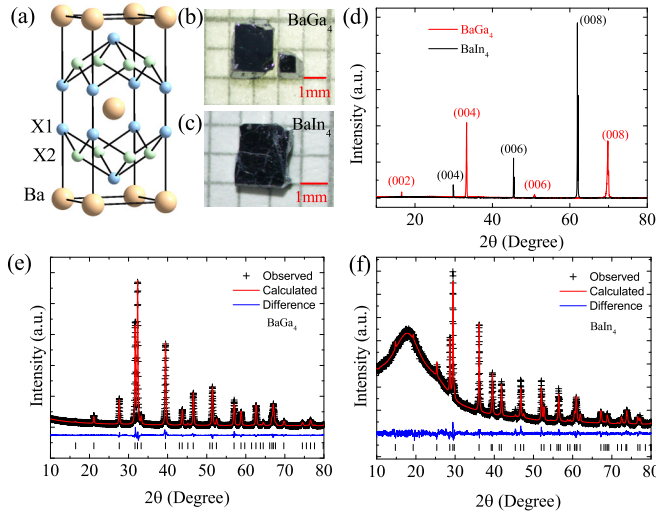 (a)
X1
X2
Ba
(b)
BaGa4
1mm
(c)
BaIn4
1mm
(d)
BaGa4
BaIn4
(002)
(004)
(004)
(006)
(006)
(008)
(008)
Intensity (a.u.)
20
40
60
80
2θ (Degree)
(e)
Observed
Calculated
Difference
BaGa4
Intensity (a.u.)
10
20
30
40
50
60
70
80
2θ (Degree)
(f)
Observed
Calculated
Difference
BaIn4
Intensity (a.u.)
10
20
30
40
50
60
70
80
2θ (Degree)